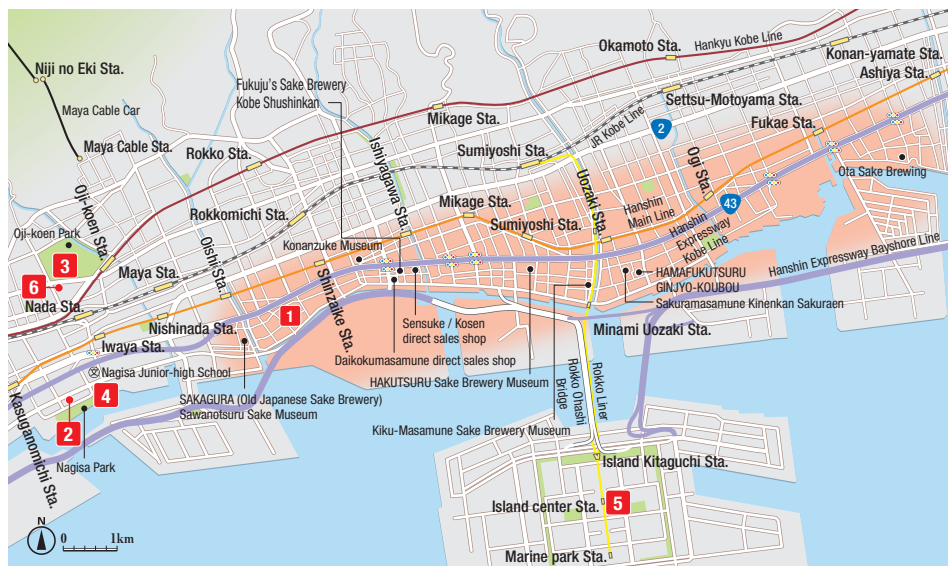 Okamoto Sta.
Hankyu Kobe Line
Konan-yamate Sta.
Ashiya Sta.
Niji no Eki Sta.
Fukuju's Sake Brewery
Kobe Shushinkan
Settsu-Motoyama Sta.
Maya Cable Car
Mikage Sta.
JR Kobe Line
2
Fukae Sta.
Maya Cable Sta.
Rokko Sta.
Ishiyagawa Sta.
Sumiyoshi Sta.
Uozaki Sta.
Ogi Sta.
Ota Sake Brewing
Oji-koen Sta.
Rokkomichi Sta.
Mikage Sta.
Hanshin
Main Line
43
Sumiyoshi Sta.
Hanshin
Expressway
Kobe Line
Oji-koen Park
Oishi Sta.
Konanzuke Museum
Hanshin Expressway Bayshore Line
3
Maya Sta.
Shinzaike Sta.
HAMAFUKUTSURU
GINJYO-KOUBOU
6
Nada Sta.
Sakuramasamune Kinenkan Sakuraen
1
Sensuke / Kosen
direct sales shop
Nishinada Sta.
Minami Uozaki Sta.
Iwaya Sta.
Daikokumasamune direct sales shop
Nagisa Junior-high School
HAKUTSURU Sake Brewery Museum
Rokko Ohashi
Bridge
Rokko Liner
Kasuganomichi Sta.
4
SAKAGURA (Old Japanese Sake Brewery)
Sawanotsuru Sake Museum
2
Kiku-Masamune Sake Brewery Museum
Nagisa Park
Island Kitaguchi Sta.
5
Island center Sta.
N
0 1km
Marine park Sta.